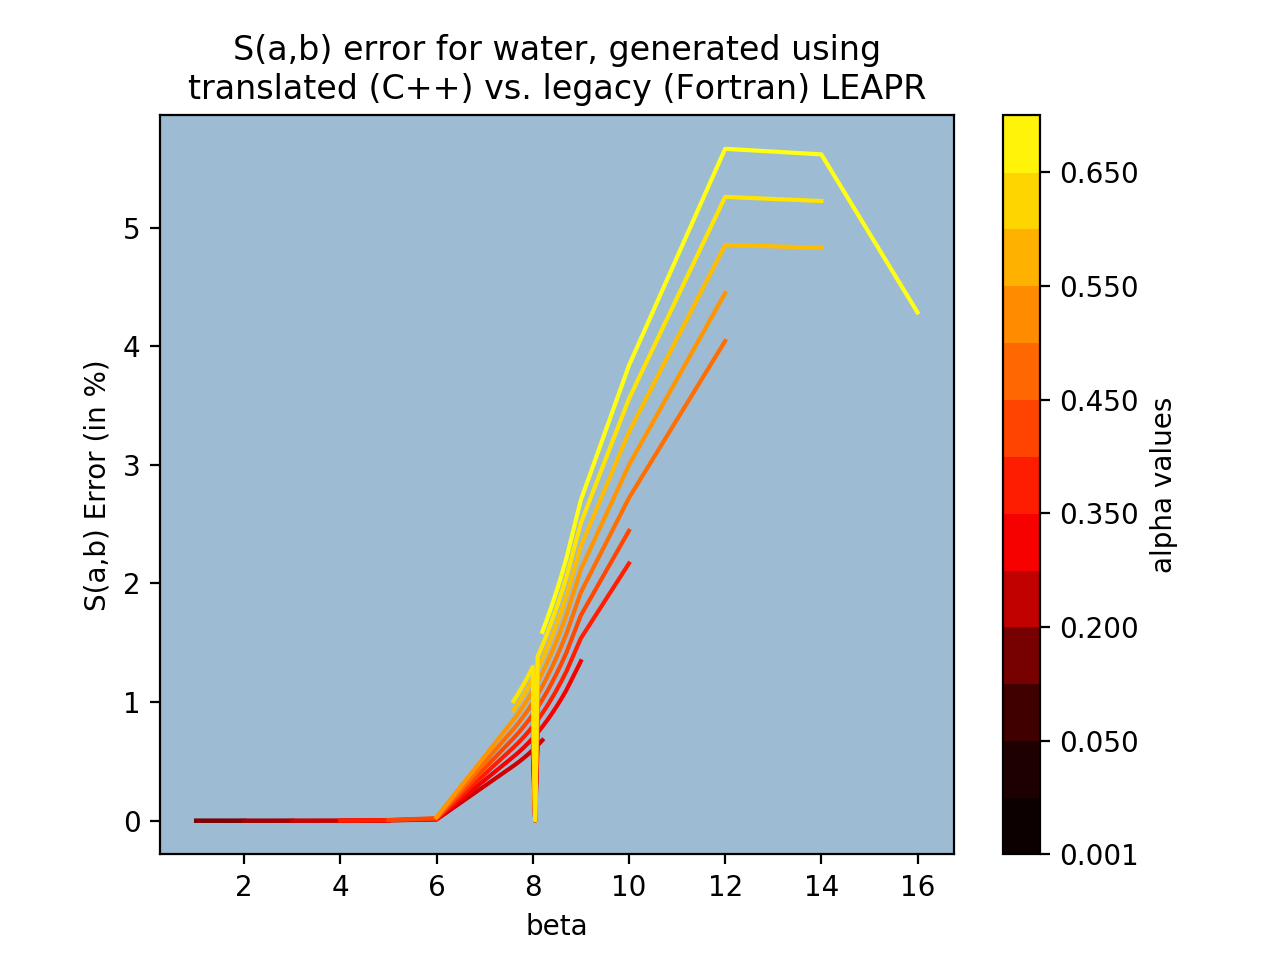 S(a,b) error for water, generated using
translated (C++) vs. legacy (Fortran) LEAPR
S(a,b) Error (in %)
5
4
3
2
1
0
2 4 6 8 10 12 14 16
beta
0.650
0.550
0.450
0.350
0.200
0.050
0.001
alpha values